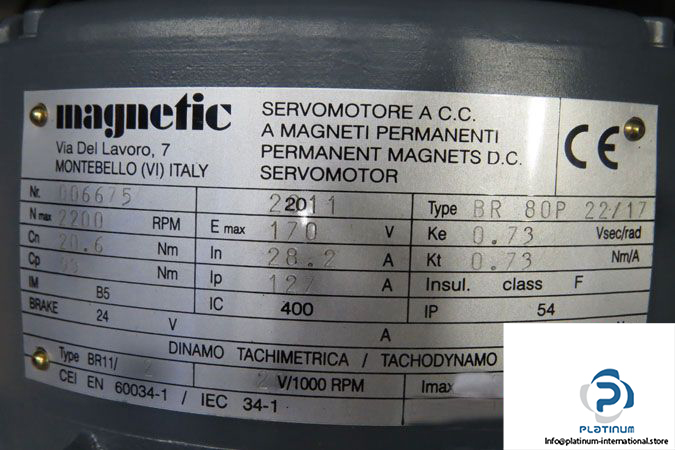 magnetic
Via Del Lavoro, 7
MONTEBELLO (VI) ITALY
SERVOMOTORE A C.C.
A MAGNETI PERMANENTI
PERMANENT MAGNETS D.C.
SERVOMOTOR
CE
Nr. 006675 2011 Type BR 80P 22/17
N max 2200 RPM E max 170 V Ke 0.73 Vsec/rad
Cn 20.6 Nm In 28.2 A Kt 0.73 Nm/A
Cp Nm Ip 127 A Insul. class F
IM B5 IC 400 IP 54
BRAKE 24 V A
DINAMO TACHIMETRICA / TACHODYNAMO
Type BR11/ 2 2 V/1000 RPM Imax
CEI EN 60034-1 / IEC 34-1
PLATINUM
Info@platinum-international.store